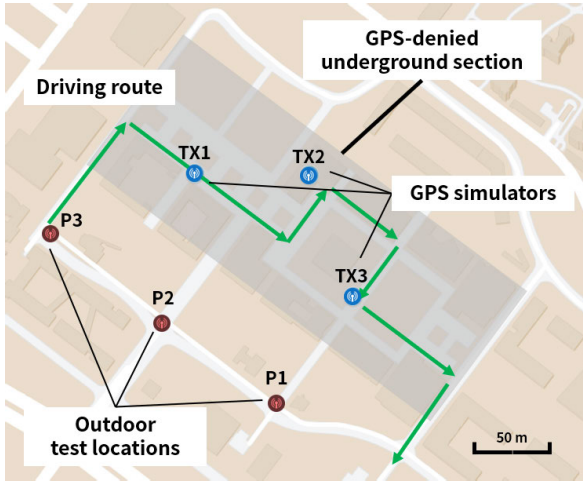 GPS-denied
underground section
Driving route
TX1
TX2
GPS simulators
P3
TX3
P2
P1
Outdoor
test locations
50 m